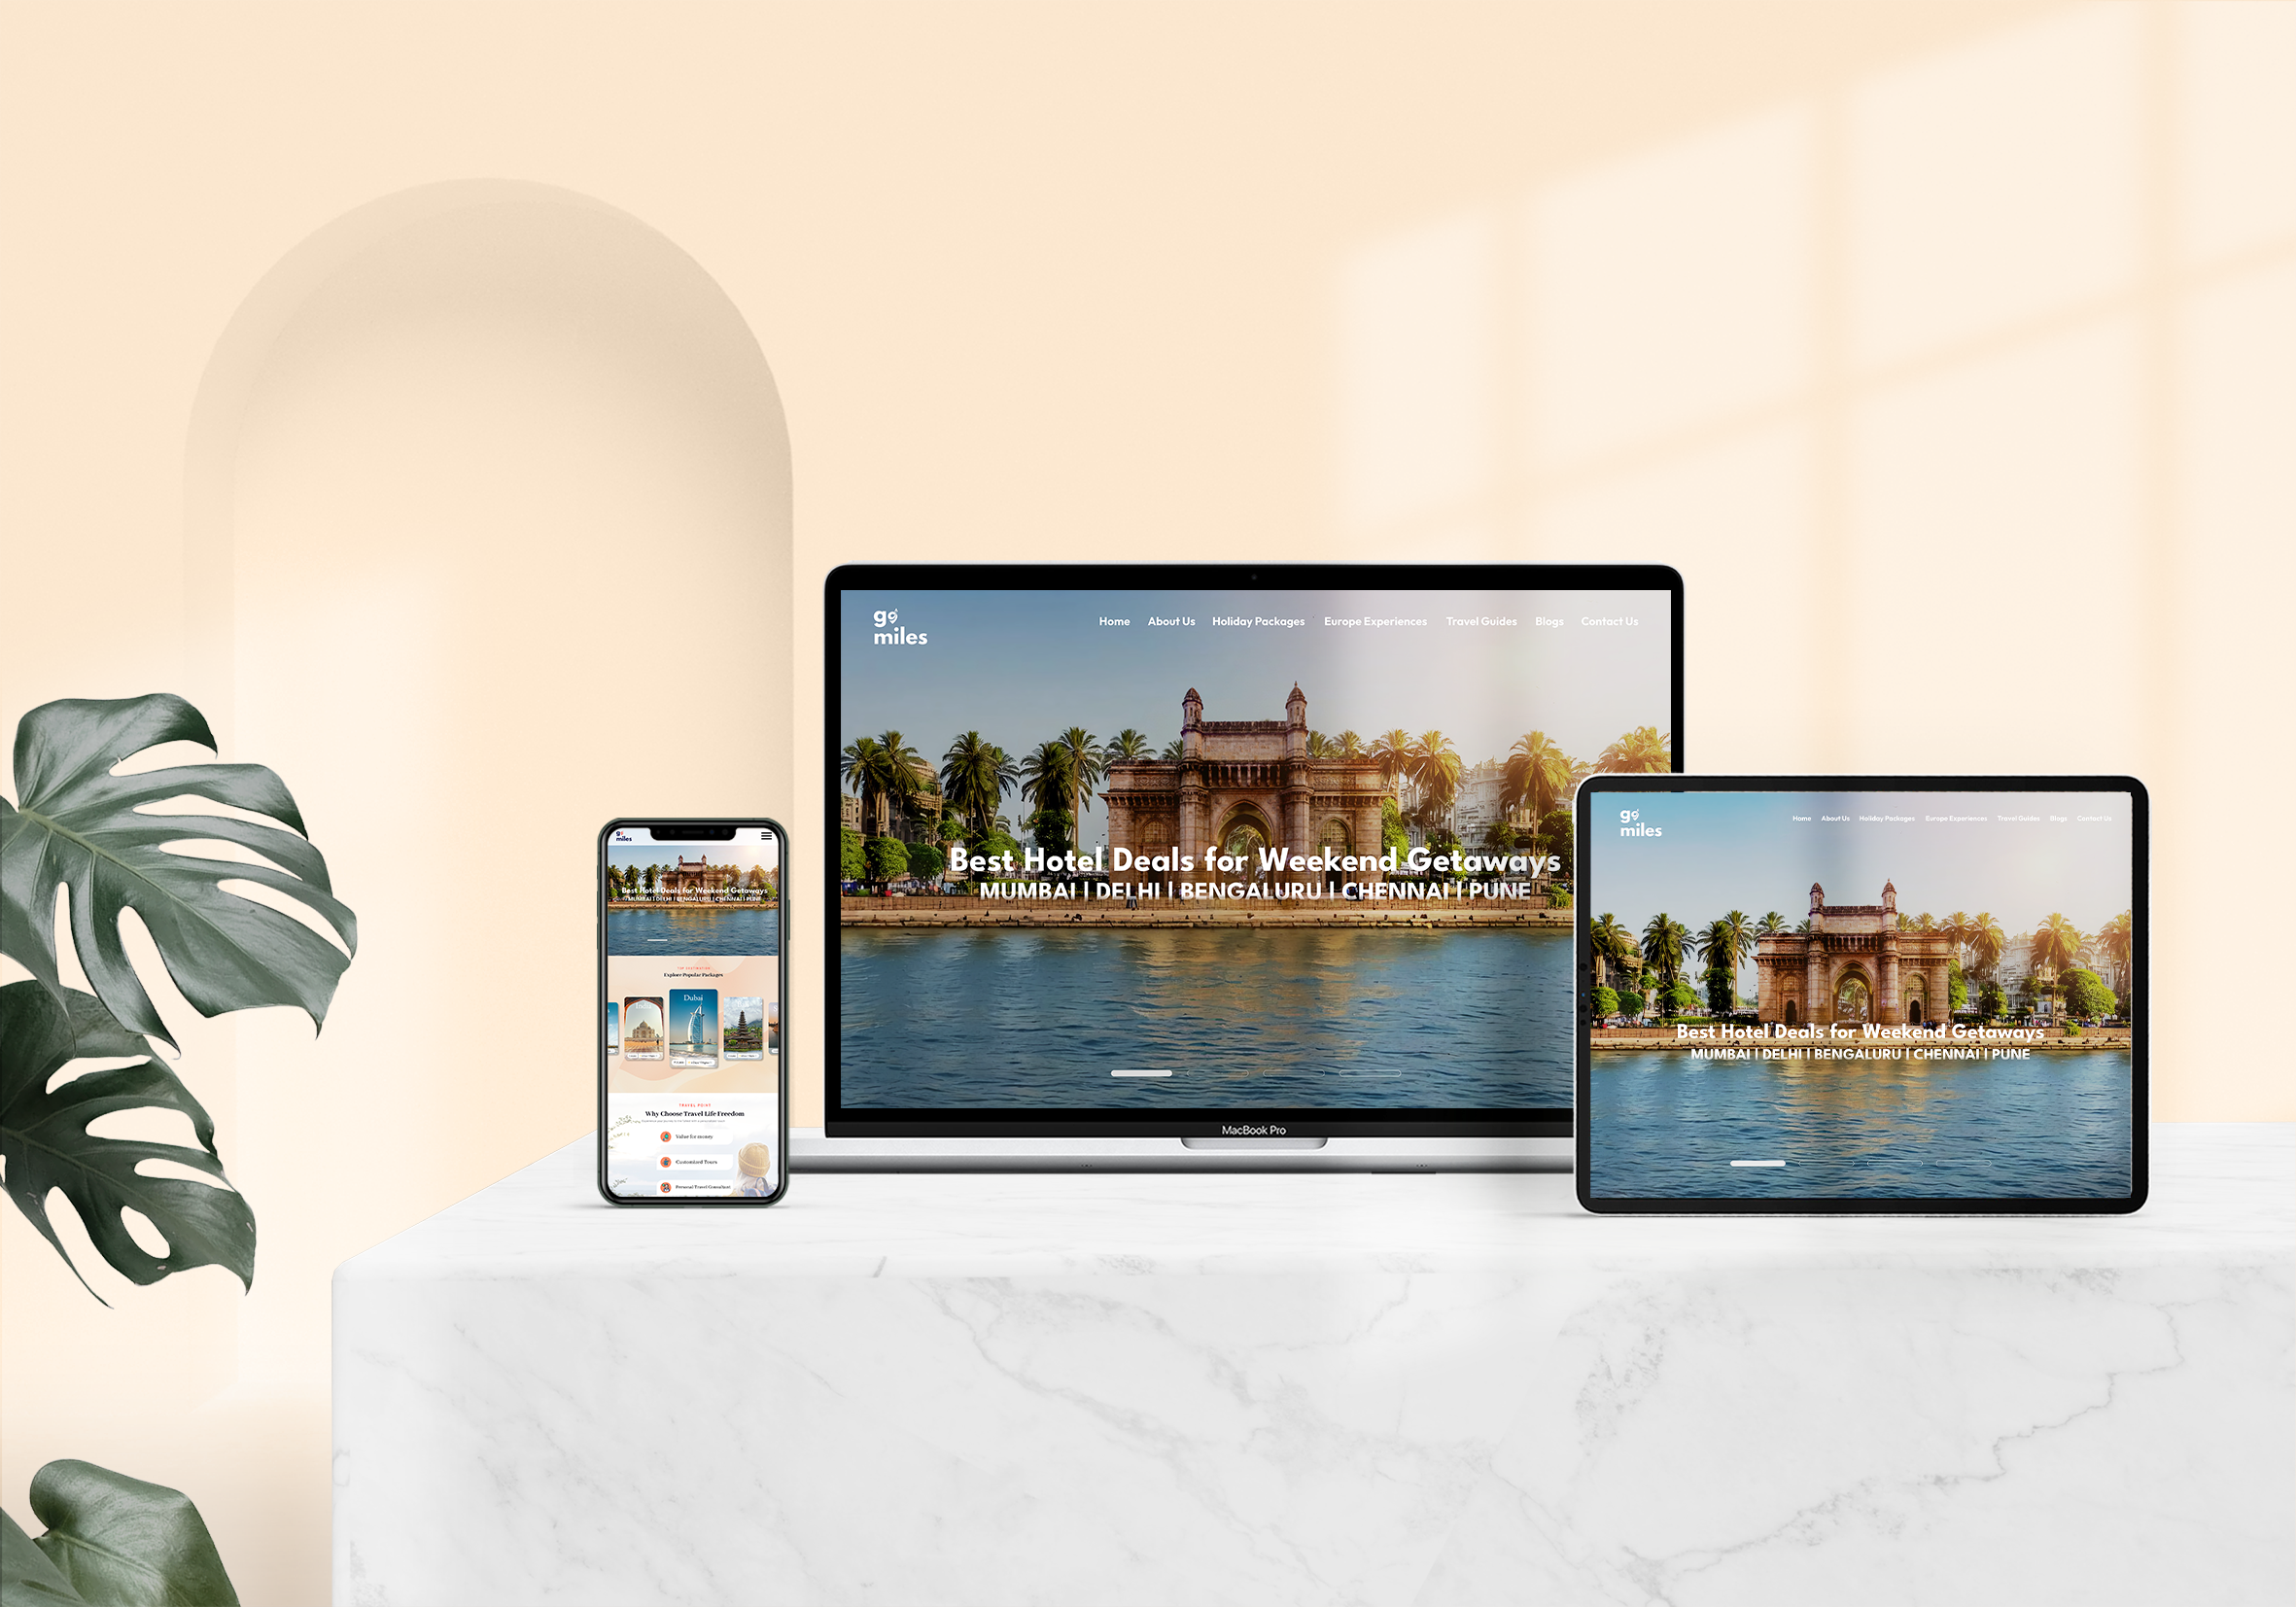 go
miles
Home About Us Holiday Packages Europe Experiences Travel Guides Blogs Contact Us
Best Hotel Deals for Weekend Getaways
MUMBAI | DELHI | BENGALURU | CHENNAI | PUNE
MacBook Pro
go
miles
Best Hotel Deals for Weekend Getaways
MUMBAI | DELHI | BENGALURU | CHENNAI | PUNE
TOP DESTINATION
Explore Popular Packages
Dubai
TRAVEL POINT
Why Choose Travel Life Freedom
Value for money
Customized Tours
Personal Travel Consultant
go
miles
Home About Us Holiday Packages Europe Experiences Travel Guides Blogs Contact Us
Best Hotel Deals for Weekend Getaways
MUMBAI | DELHI | BENGALURU | CHENNAI | PUNE